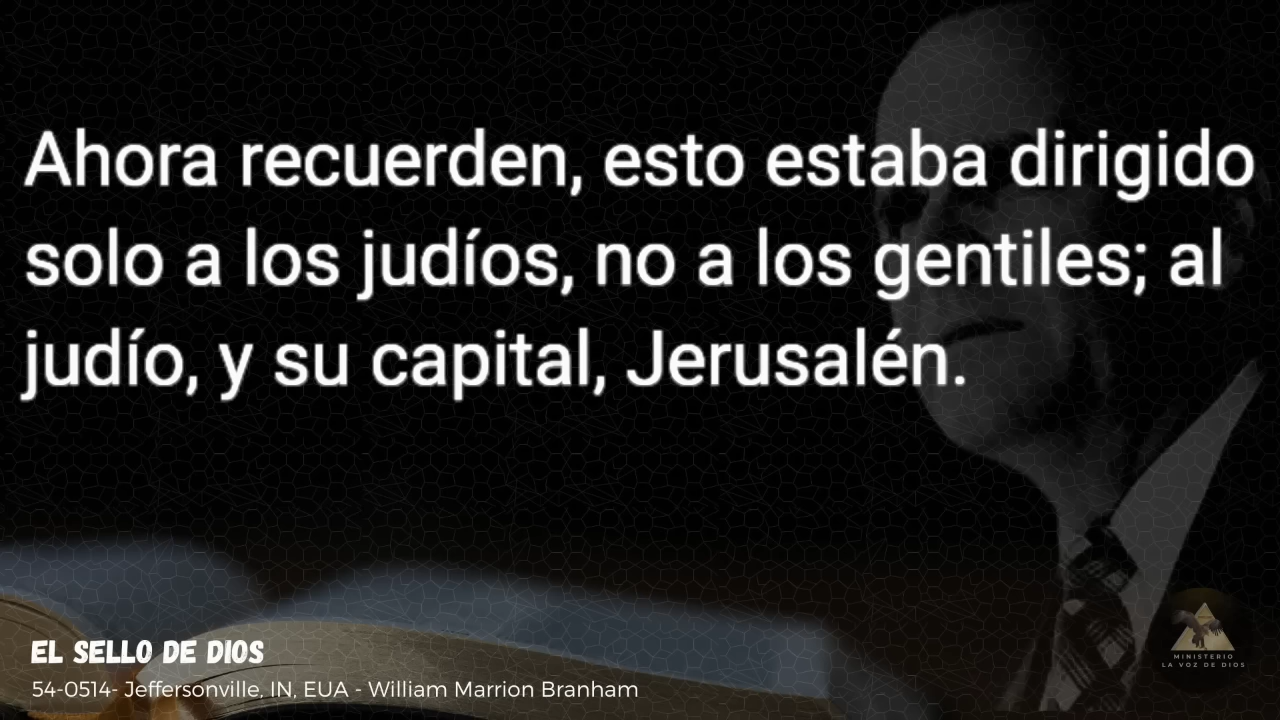 Ahora recuerden, esto estaba dirigido
solo a los judíos, no a los gentiles; al
judío, y su capital, Jerusalén.
EL SELLO DE DIOS
54-0514- Jeffersonville, IN, EUA - William Marrion Branham
MINISTERIO
LA VOZ DE DIOS